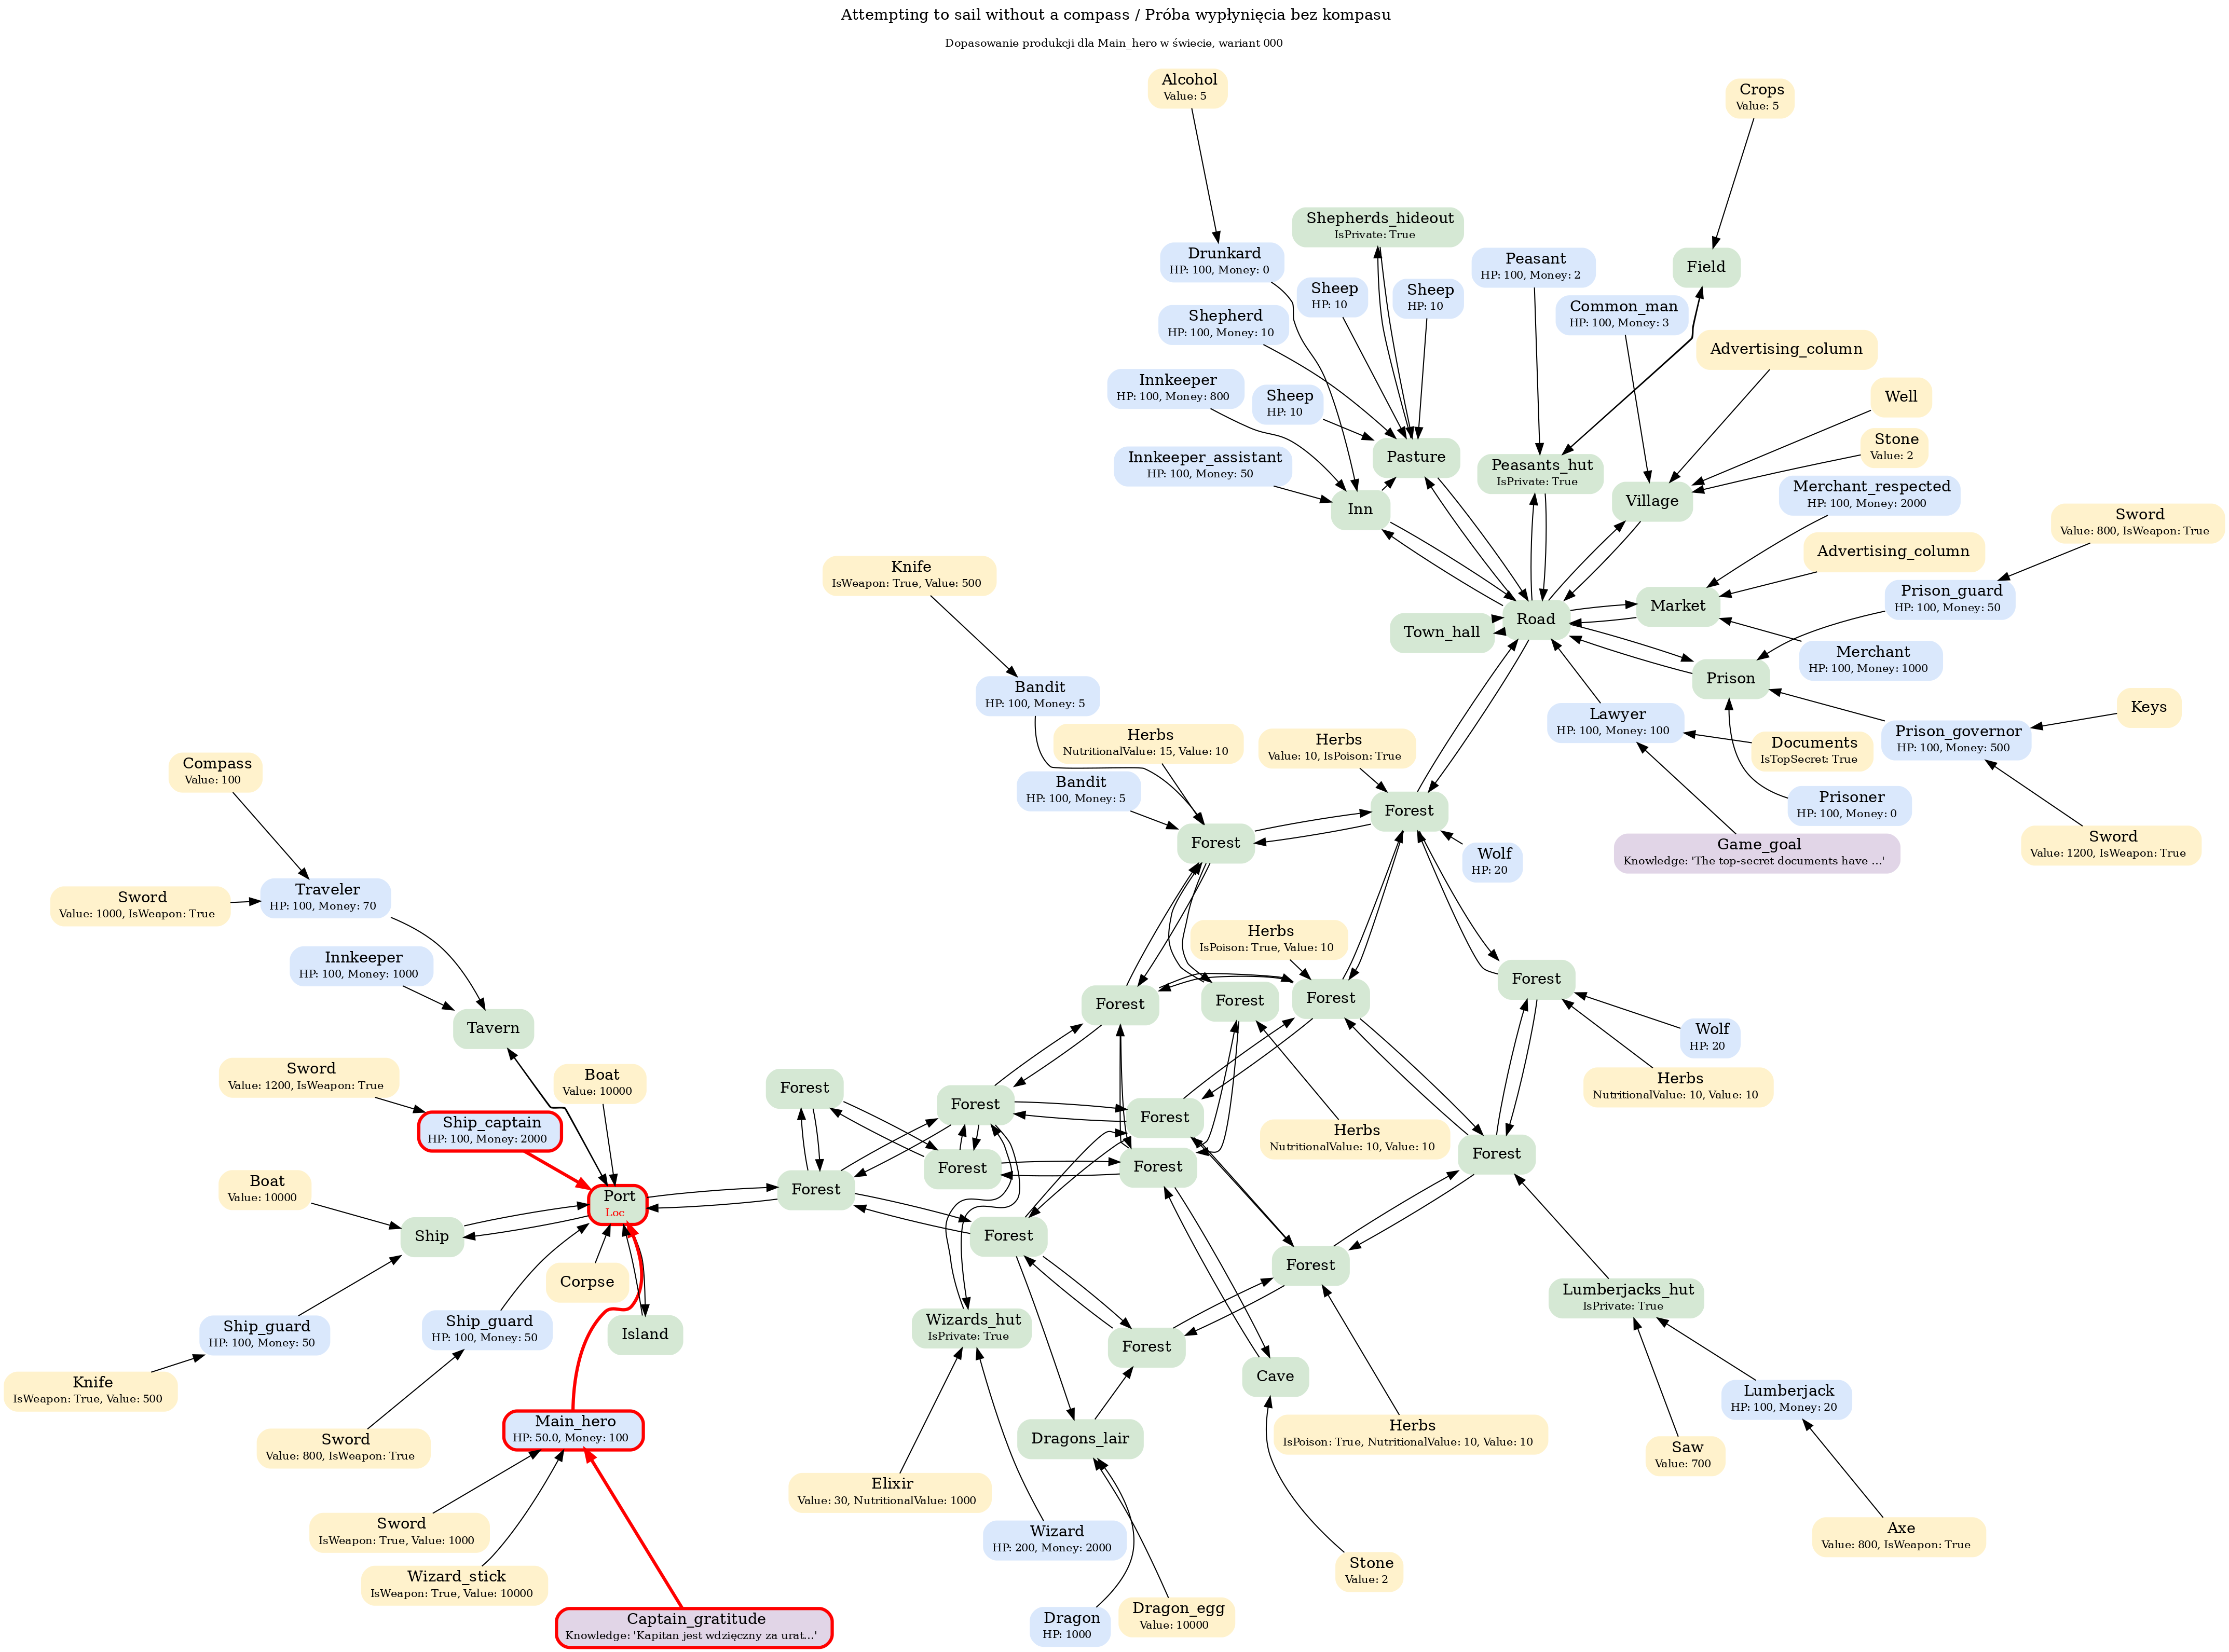 Attempting to sail without a compass / Próba wypłynięcia bez kompasu
Dopasowanie produkcji dla Main_hero w świecie, wariant 000
Alcohol
Value: 5
Crops
Value: 5
Shepherds_hideout
IsPrivate: True
Drunkard
HP: 100, Money: 0
Peasant
HP: 100, Money: 2
Field
Sheep
HP: 10
Sheep
HP: 10
Common_man
HP: 100, Money: 3
Shepherd
HP: 100, Money: 10
Advertising_column
Innkeeper
HP: 100, Money: 800
Sheep
HP: 10
Well
Stone
Value: 2
Innkeeper_assistant
HP: 100, Money: 50
Pasture
Peasants_hut
IsPrivate: True
Village
Merchant_respected
HP: 100, Money: 2000
Inn
Sword
Value: 800, IsWeapon: True
Advertising_column
Knife
IsWeapon: True, Value: 500
Prison_guard
HP: 100, Money: 50
Market
Road
Town_hall
Merchant
HP: 100, Money: 1000
Prison
Bandit
HP: 100, Money: 5
Keys
Lawyer
HP: 100, Money: 100
Prison_governor
HP: 100, Money: 500
Herbs
NutritionalValue: 15, Value: 10
Herbs
Value: 10, IsPoison: True
Documents
IsTopSecret: True
Compass
Value: 100
Bandit
HP: 100, Money: 5
Prisoner
HP: 100, Money: 0
Forest
Forest
Sword
Value: 1200, IsWeapon: True
Game_goal
Knowledge: 'The top-secret documents have ...'
Wolf
HP: 20
Traveler
HP: 100, Money: 70
Sword
Value: 1000, IsWeapon: True
Herbs
IsPoison: True, Value: 10
Innkeeper
HP: 100, Money: 1000
Forest
Forest
Forest
Forest
Tavern
Wolf
HP: 20
Sword
Value: 1200, IsWeapon: True
Boat
Value: 10000
Forest
Herbs
NutritionalValue: 10, Value: 10
Forest
Forest
Ship_captain
HP: 100, Money: 2000
Herbs
NutritionalValue: 10, Value: 10
Forest
Forest
Forest
Boat
Value: 10000
Forest
Port
Loc
Ship
Forest
Forest
Corpse
Lumberjacks_hut
IsPrivate: True
Ship_guard
HP: 100, Money: 50
Ship_guard
HP: 100, Money: 50
Island
Wizards_hut
IsPrivate: True
Forest
Cave
Knife
IsWeapon: True, Value: 500
Lumberjack
HP: 100, Money: 20
Main_hero
HP: 50.0, Money: 100
Sword
Value: 800, IsWeapon: True
Dragons_lair
Herbs
IsPoison: True, NutritionalValue: 10, Value: 10
Saw
Value: 700
Elixir
Value: 30, NutritionalValue: 1000
Sword
IsWeapon: True, Value: 1000
Wizard
HP: 200, Money: 2000
Axe
Value: 800, IsWeapon: True
Wizard_stick
IsWeapon: True, Value: 10000
Stone
Value: 2
Captain_gratitude
Knowledge: 'Kapitan jest wdzięczny za urat...'
Dragon
HP: 1000
Dragon_egg
Value: 10000